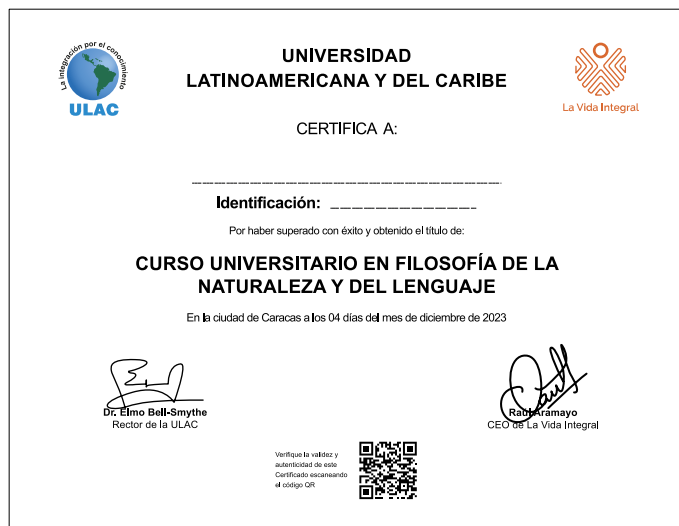 La integración por el conocimiento
ULAC
UNIVERSIDAD
LATINOAMERICANA Y DEL CARIBE
La Vida Integral
CERTIFICA A:
Identificación:
Por haber superado con éxito y obtenido el título de:
CURSO UNIVERSITARIO EN FILOSOFÍA DE LA
NATURALEZA Y DEL LENGUAJE
En la ciudad de Caracas a los 04 días del mes de diciembre de 2023
Dr. Elmo Bell-Smythe
Rector de la ULAC
Raúl Aramayo
CEO de La Vida Integral
Verifique la validez y
autenticidad de este
Certificado escaneando
el código QR